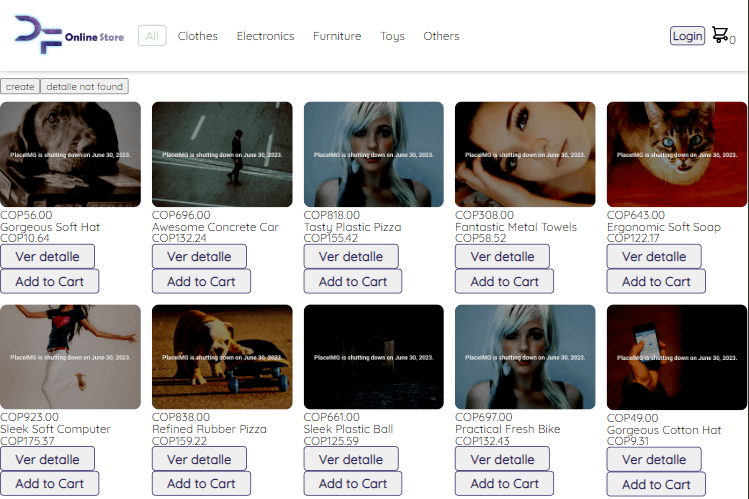 DF Online Store All Clothes Electronics Furniture Toys Others Login 0
create detalle not found
PlaceIMG is shutting down on June 30, 2023. PlaceIMG is shutting down on June 30, 2023. PlaceIMG is shutting down on June 30, 2023. PlaceIMG is shutting down on June 30, 2023. PlaceIMG is shutting down on June 30, 2023.
COP56.00 COP696.00 COP818.00 COP308.00 COP643.00
Gorgeous Soft Hat Awesome Concrete Car Tasty Plastic Pizza Fantastic Metal Towels Ergonomic Soft Soap
COP10.64 COP132.24 COP155.42 COP58.52 COP122.17
Ver detalle Ver detalle Ver detalle Ver detalle Ver detalle
Add to Cart Add to Cart Add to Cart Add to Cart Add to Cart
PlaceIMG is shutting down on June 30, 2023. PlaceIMG is shutting down on June 30, 2023. PlaceIMG is shutting down on June 30, 2023. PlaceIMG is shutting down on June 30, 2023. PlaceIMG is shutting down on June 30, 2023.
COP923.00 COP838.00 COP661.00 COP697.00 COP49.00
Sleek Soft Computer Refined Rubber Pizza Sleek Plastic Ball Practical Fresh Bike Gorgeous Cotton Hat
COP175.37 COP159.22 COP125.59 COP132.43 COP9.31
Ver detalle Ver detalle Ver detalle Ver detalle Ver detalle
Add to Cart Add to Cart Add to Cart Add to Cart Add to Cart